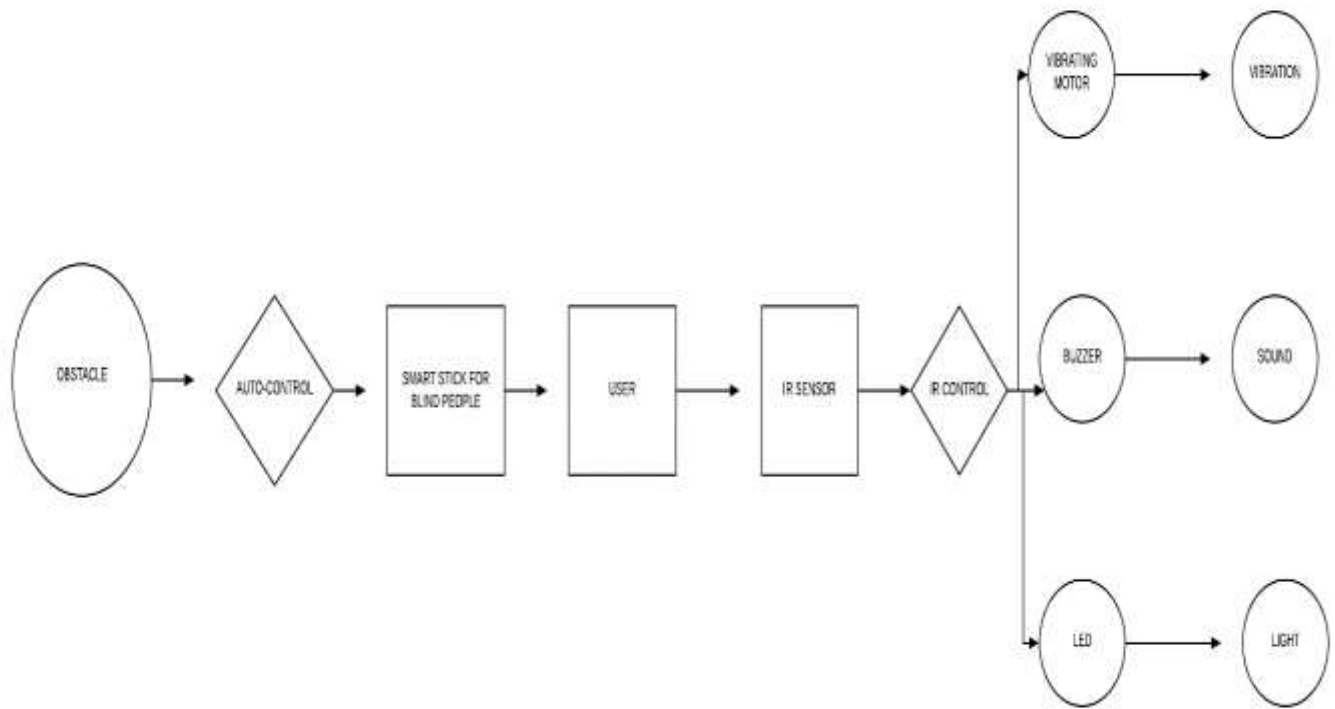 VIBRATING
MOTOR
VIBRATION
OBSTACLE
AUTO-CONTROL
SMART STICK FOR
BLIND PEOPLE
USER
IR SENSOR
IR CONTROL
BUZZER
SOUND
LED
LIGHT